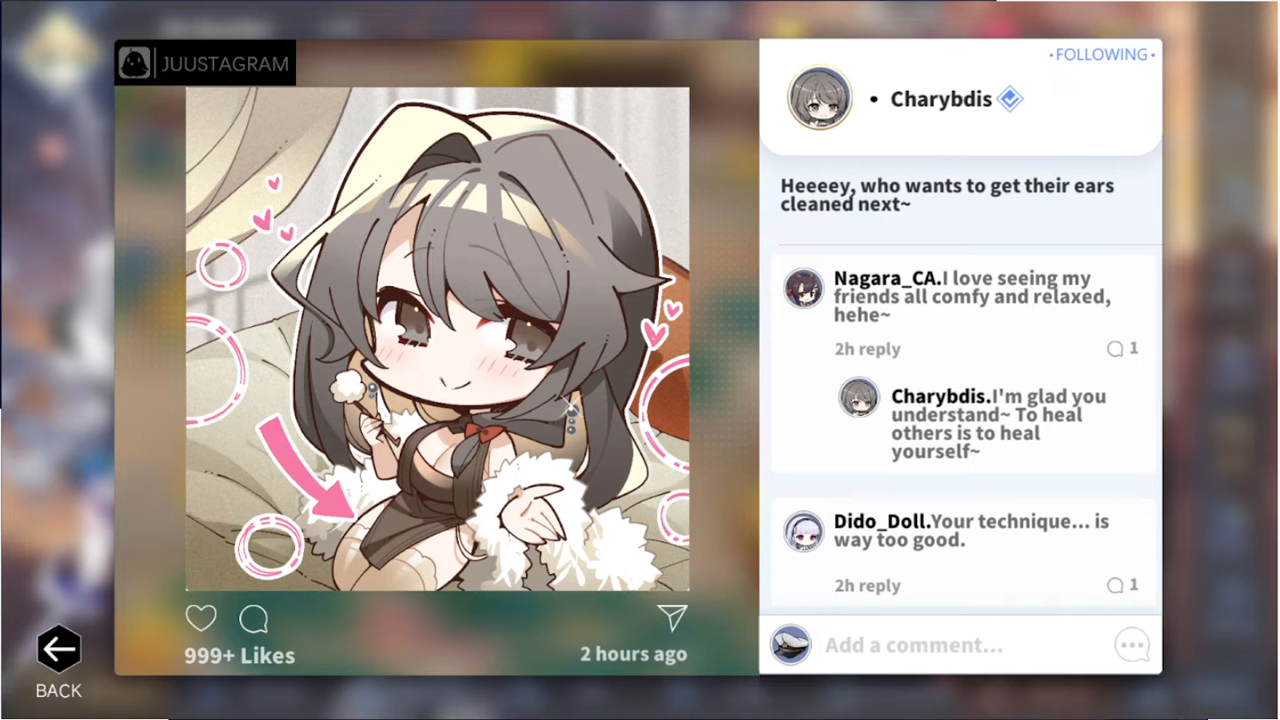 JUUSTAGRAM
• FOLLOWING •
• Charybdis
Heeeey, who wants to get their ears
cleaned next~
Nagara_CA.I love seeing my
friends all comfy and relaxed,
hehe~
2h reply 1
Charybdis.I'm glad you
understand~ To heal
others is to heal
yourself~
Dido_Doll.Your technique... is
way too good.
2h reply 1
999+ Likes 2 hours ago
Add a comment...
BACK